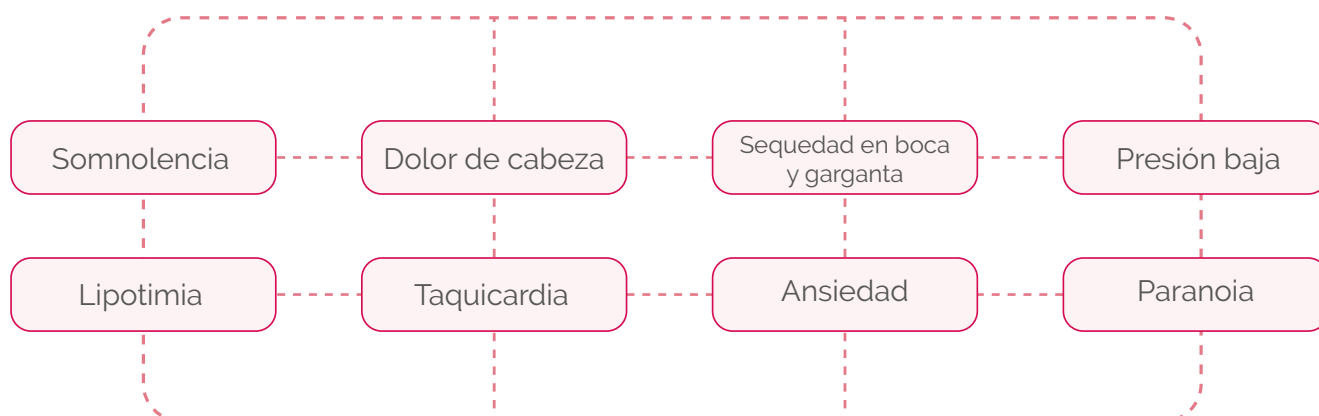 Somnolencia
Dolor de cabeza
Sequedad en boca
y garganta
Presión baja
Lipotimia
Taquicardia
Ansiedad
Paranoia